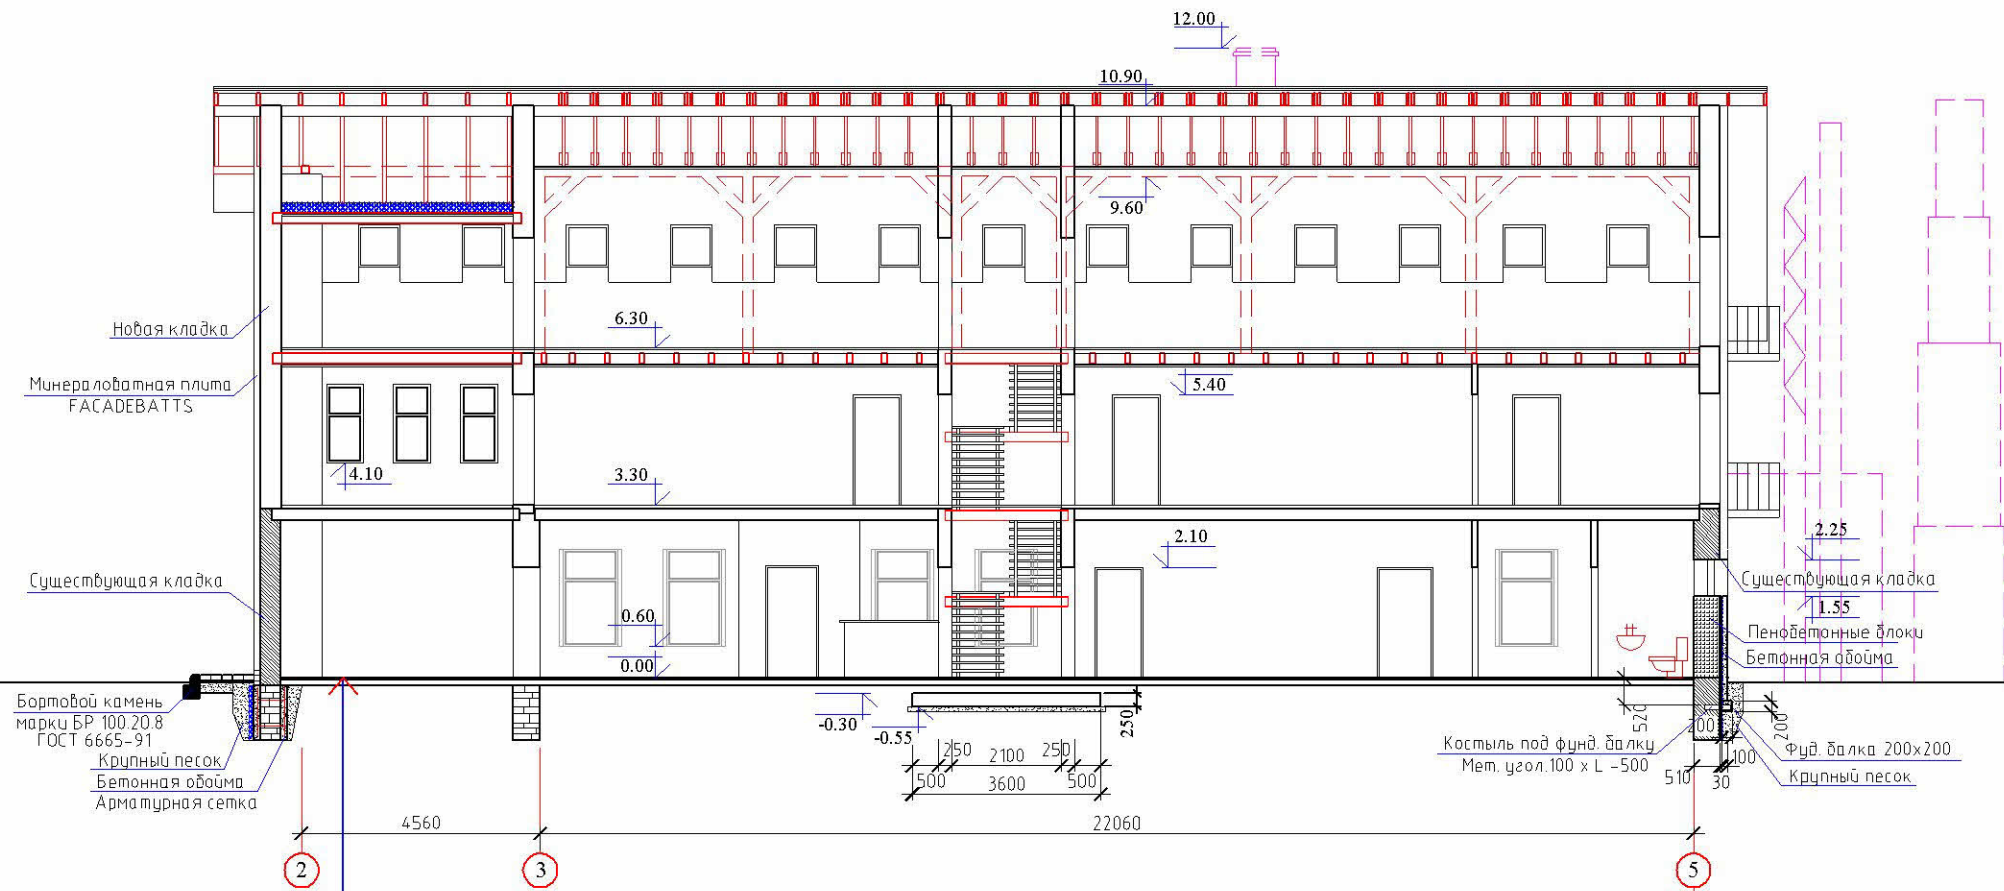 12.00
10.90
9.60
Новая кладка
6.30
Минераловатная плита
FACADEBATTS
5.40
4.10
3.30
2.10
2.25
Существующая кладка
Существующая кладка
1.55
0.60
Пенобетонные блоки
Бетонная обойма
0.00
Бортовой камень
марки БР 100.20.8
ГОСТ 6665-91
Крупный песок
Бетонная обойма
Арматурная сетка
-0.30
-0.55
250
520
200
200
250
2100
250
500
3600
500
Костыль под фунд. балку
Мет. угол.100 x L -500
510
30
100
Фуд. балка 200x200
Крупный песок
4560
22060
2
3
5